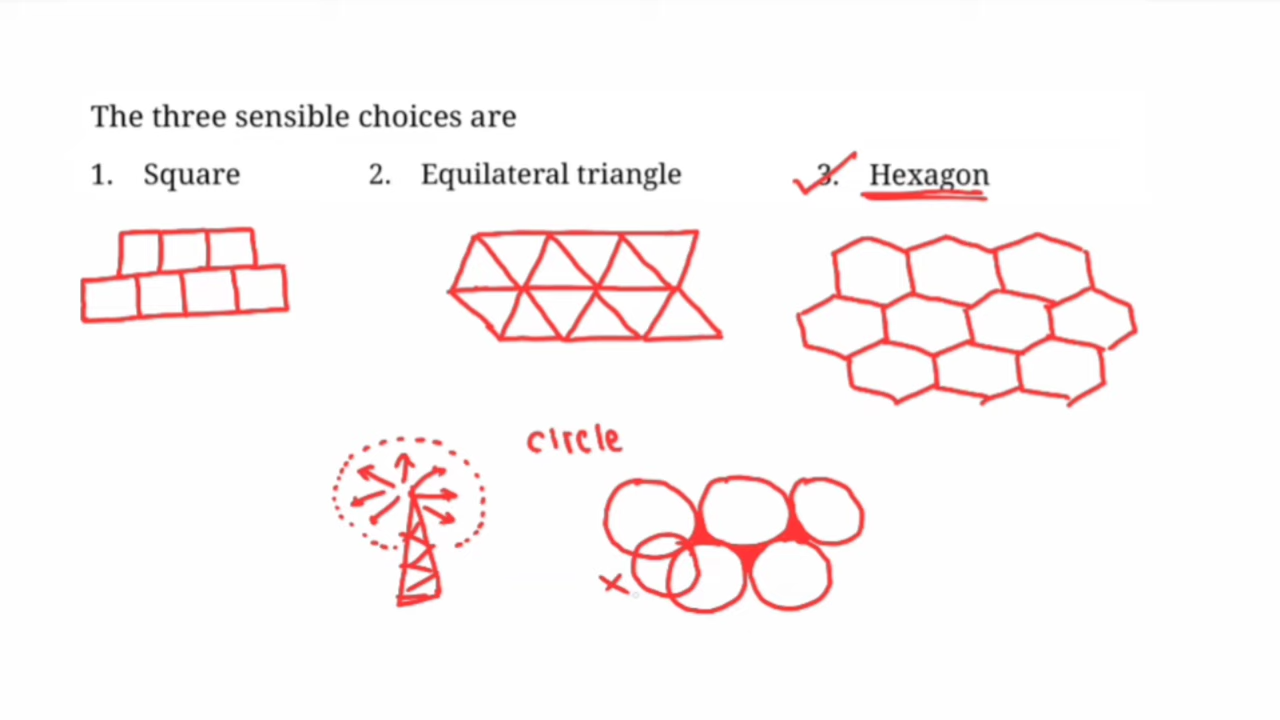 The three sensible choices are
1. Square 2. Equilateral triangle 3. Hexagon
circle